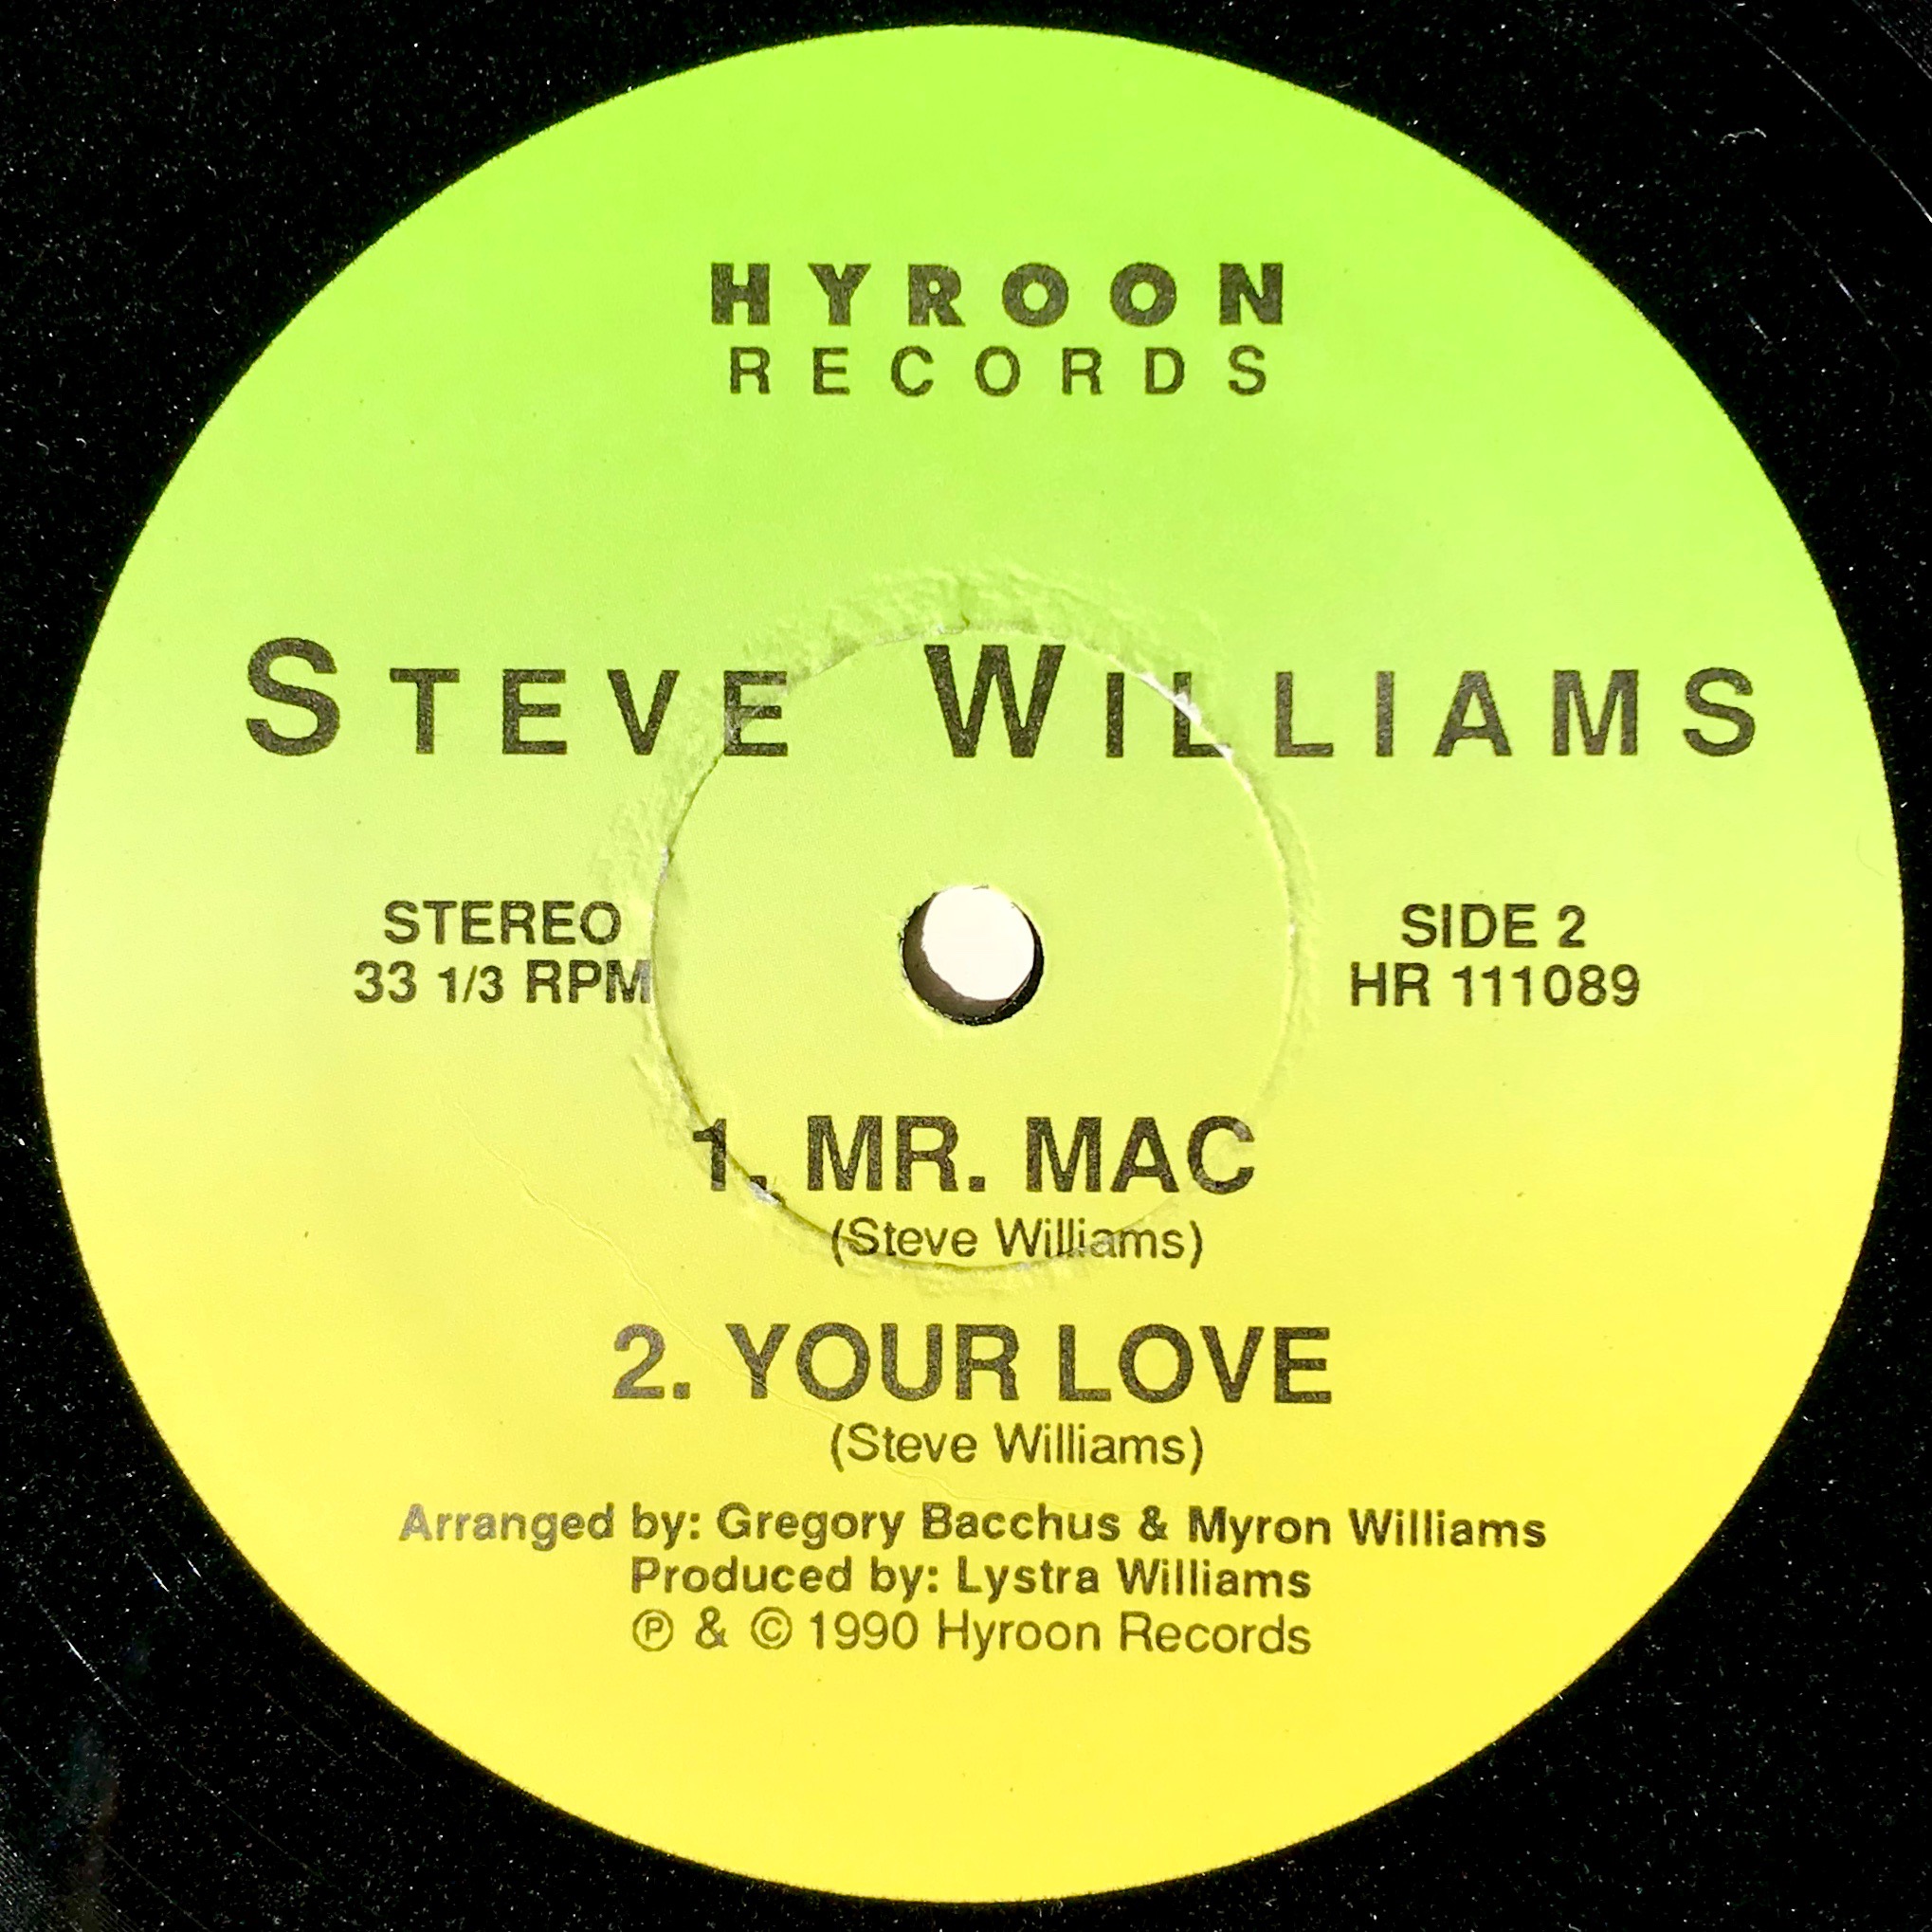 HYROON
RECORDS
STEVE WILLIAMS
STEREO
33 1/3 RPM
SIDE 2
HR 111089
1. MR. MAC
(Steve Williams)
2. YOUR LOVE
(Steve Williams)
Arranged by: Gregory Bacchus & Myron Williams
Produced by: Lystra Williams
℗ & © 1990 Hyroon Records